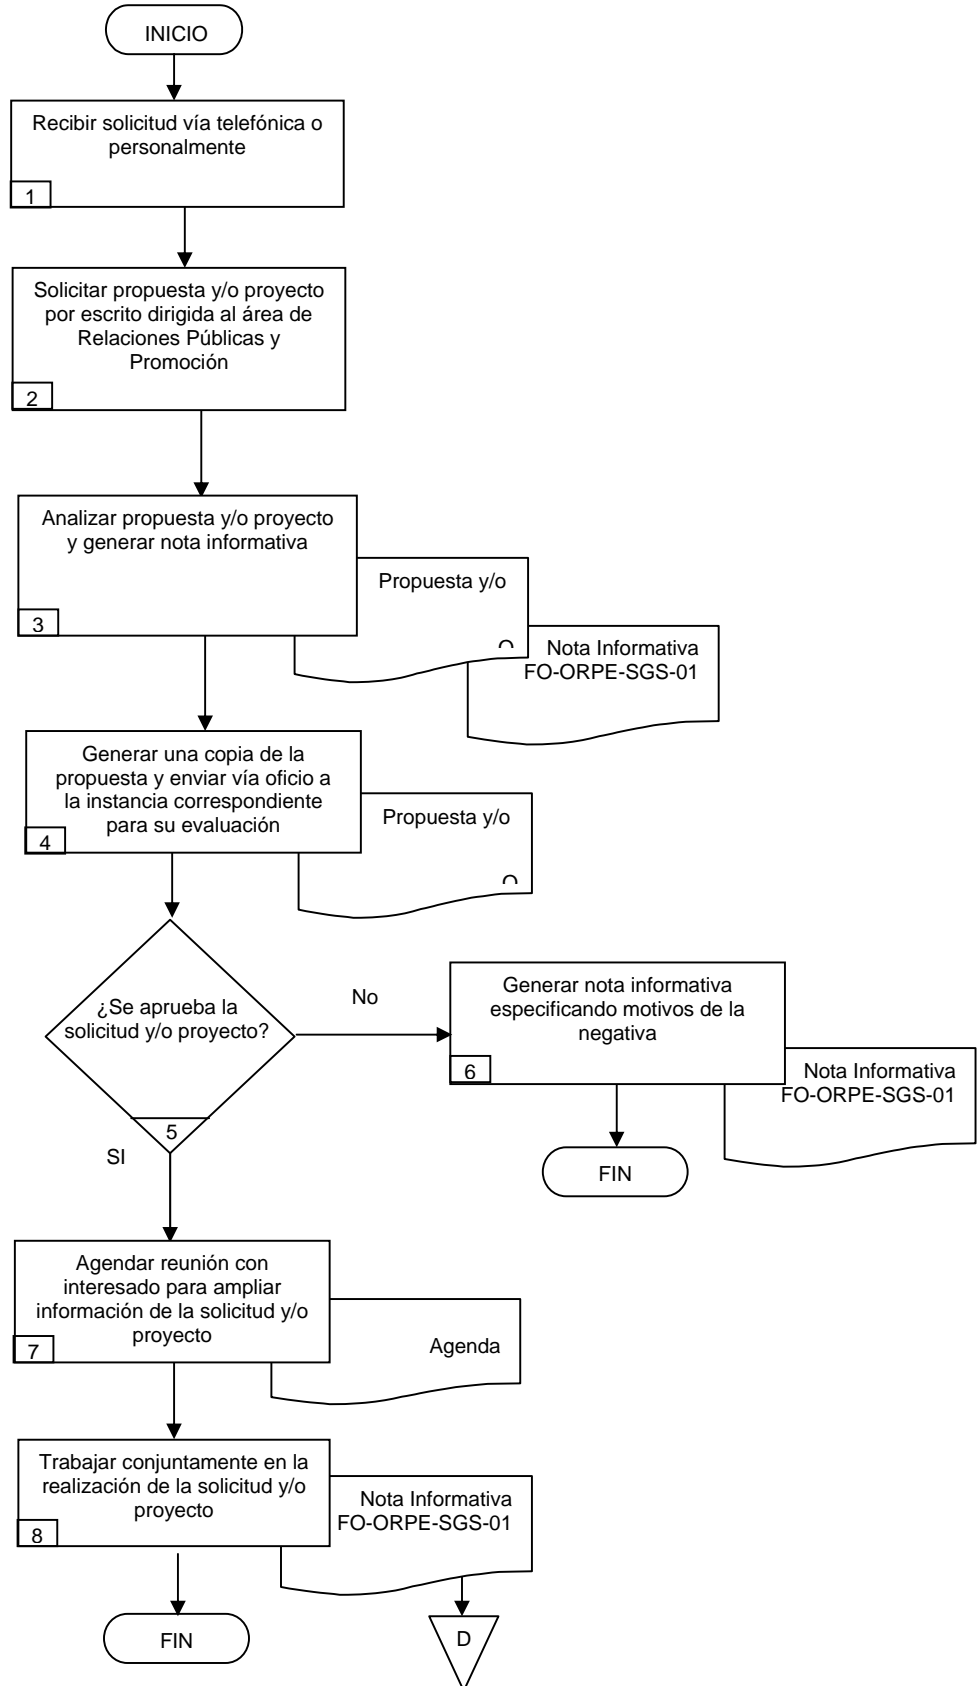 INICIO
Recibir solicitud vía telefónica o
personalmente
1
Solicitar propuesta y/o proyecto
por escrito dirigida al área de
Relaciones Públicas y
Promoción
2
Analizar propuesta y/o proyecto
y generar nota informativa
3
Propuesta y/o
Nota Informativa
FO-ORPE-SGS-01
Generar una copia de la
propuesta y enviar vía oficio a
la instancia correspondiente
para su evaluación
4
Propuesta y/o
¿Se aprueba la
solicitud y/o proyecto?
5
No
Generar nota informativa
especificando motivos de la
negativa
6
Nota Informativa
FO-ORPE-SGS-01
FIN
SI
Agendar reunión con
interesado para ampliar
información de la solicitud y/o
proyecto
7
Agenda
Trabajar conjuntamente en la
realización de la solicitud y/o
proyecto
8
Nota Informativa
FO-ORPE-SGS-01
FIN
D